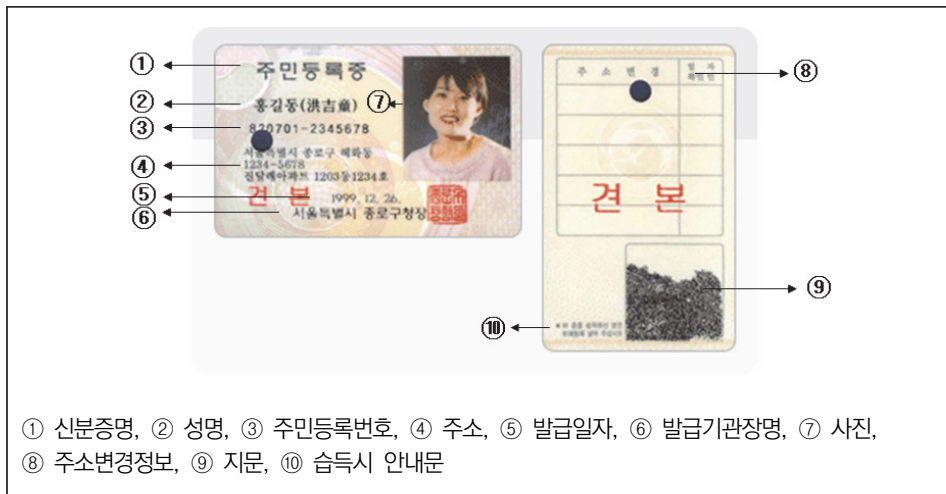 ① 주민등록증
② 홍길동(洪吉童) ⑦
③ 820701-2345678
서울특별시 종로구 혜화동
④ 1234-5678
진달래아파트 1203동1234호
⑤ 견 본 1999. 12. 26.
⑥ 서울특별시 종로구청장
주 소 변 경 ⑧
견 본
⑨
⑩
① 신분증명, ② 성명, ③ 주민등록번호, ④ 주소, ⑤ 발급일자, ⑥ 발급기관장명, ⑦ 사진,
⑧ 주소변경정보, ⑨ 지문, ⑩ 습득시 안내문